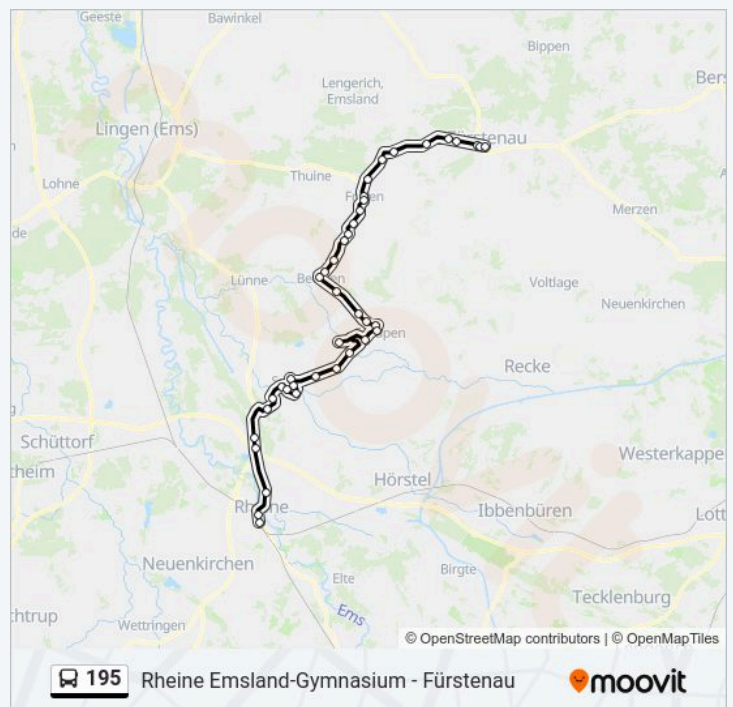 Geeste
Bawinkel
Bippen
Lengerich,
Emsland
Lingen (Ems)
Lohne
Thuine
Merzen
Lünne
Voltlage
Neuenkirchen
Recke
Schüttorf
Westerkappe
Hörstel
Ibbenbüren
Lott
Neuenkirchen
Elte
Birgte
Tecklenburg
Ems
Wettringen
© OpenStreetMap contributors | © OpenMapTiles
195
Rheine Emsland-Gymnasium - Fürstenau
moovit